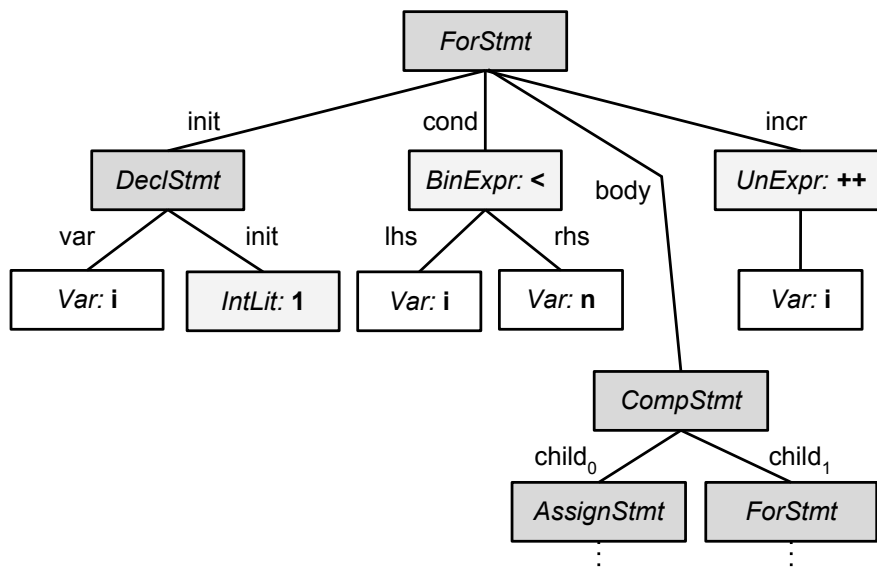 ForStmt
init
cond
incr
DeclStmt
BinExpr: <
body
UnExpr: ++
var
init
lhs
rhs
Var: i
IntLit: 1
Var: i
Var: n
Var: i
CompStmt
child₀
child₁
AssignStmt
ForStmt